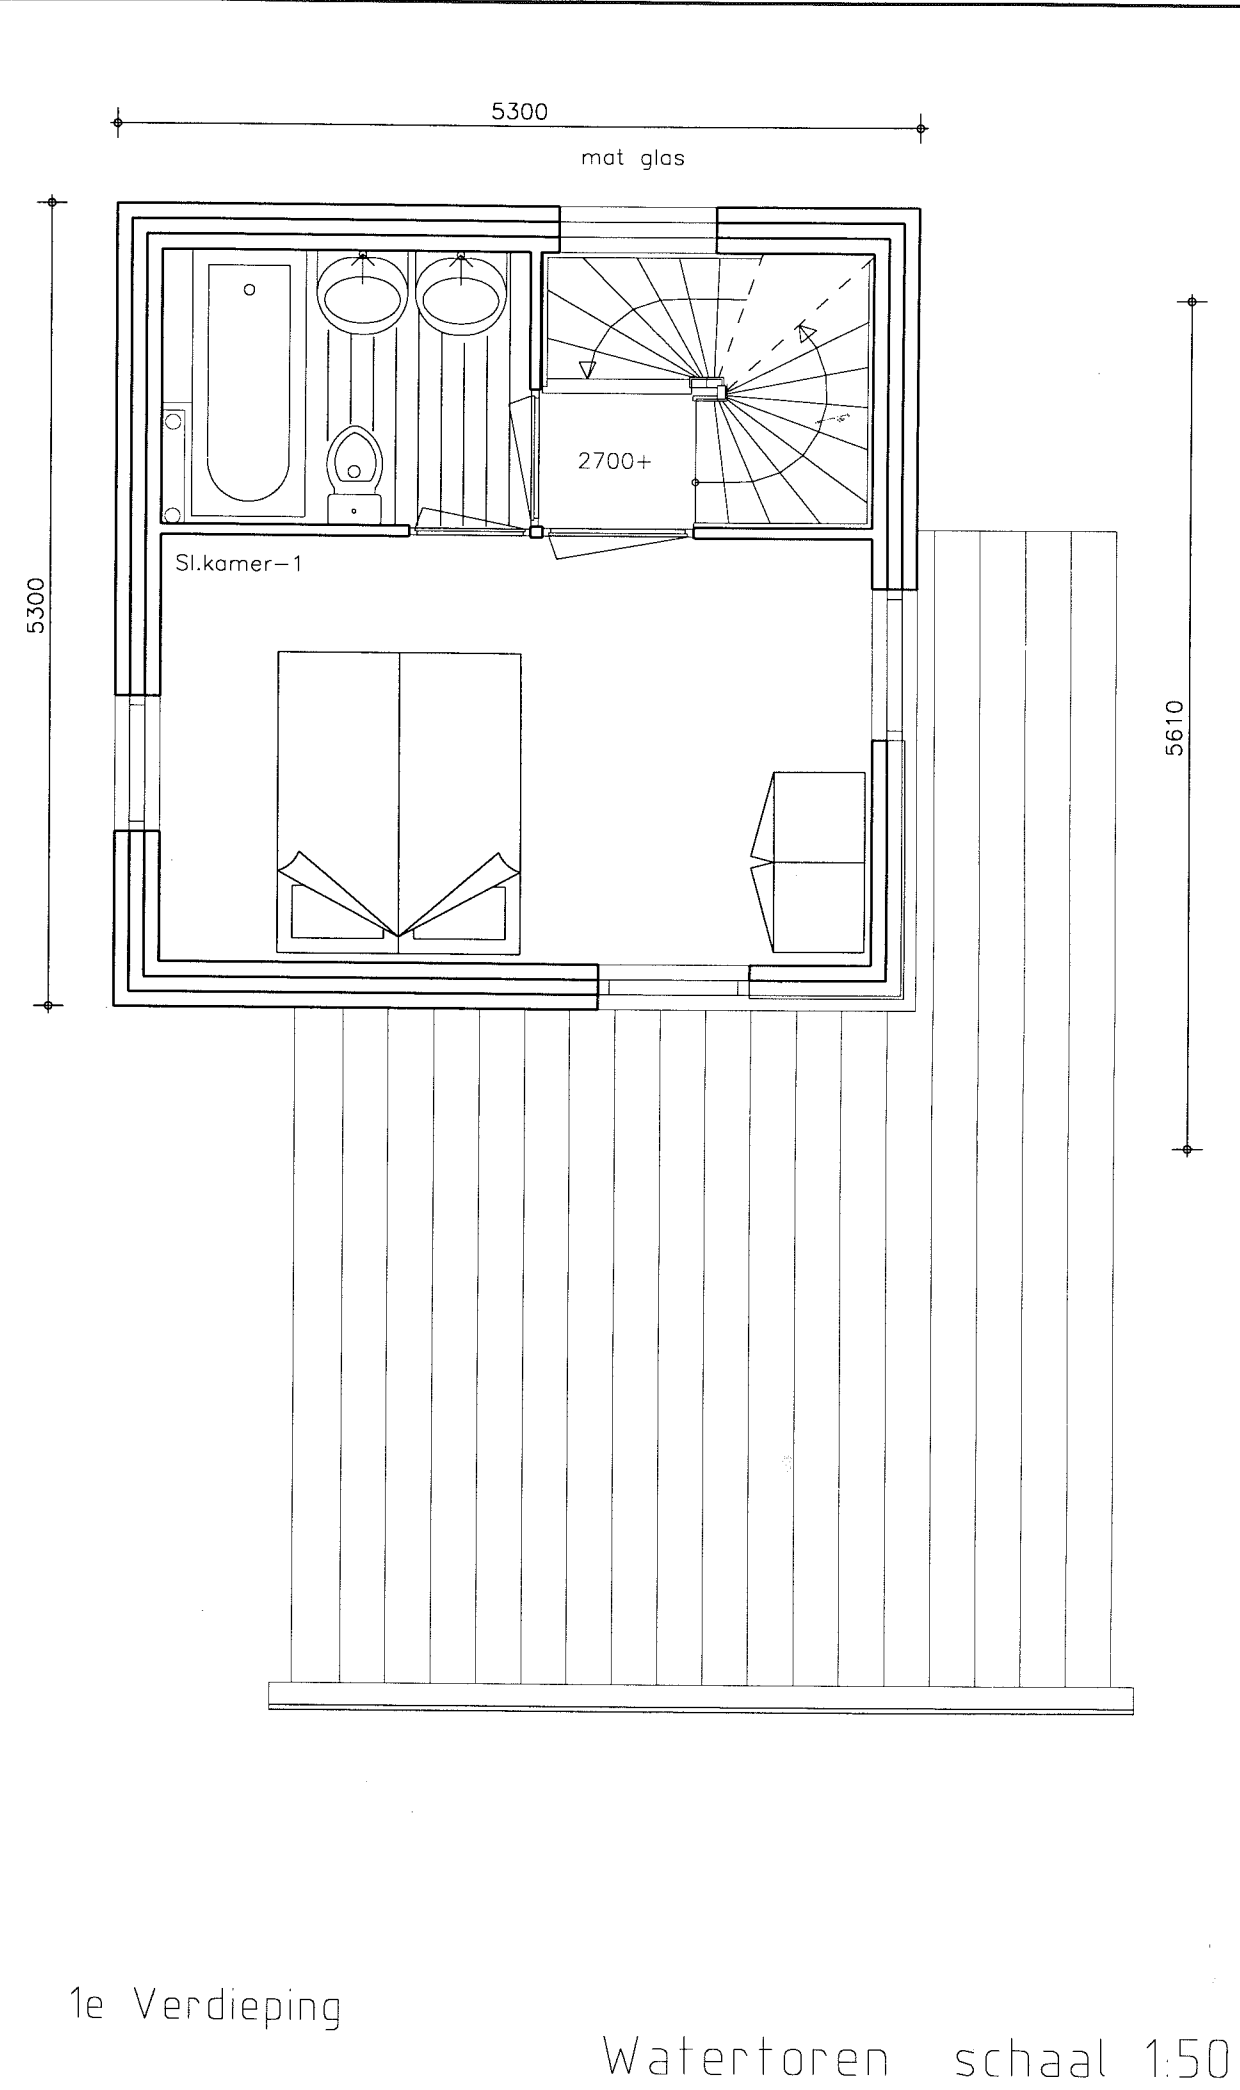 5300
mat glas
2700+
Sl.kamer-1
5300
5610
1e Verdieping
Watertoren schaal 1:50